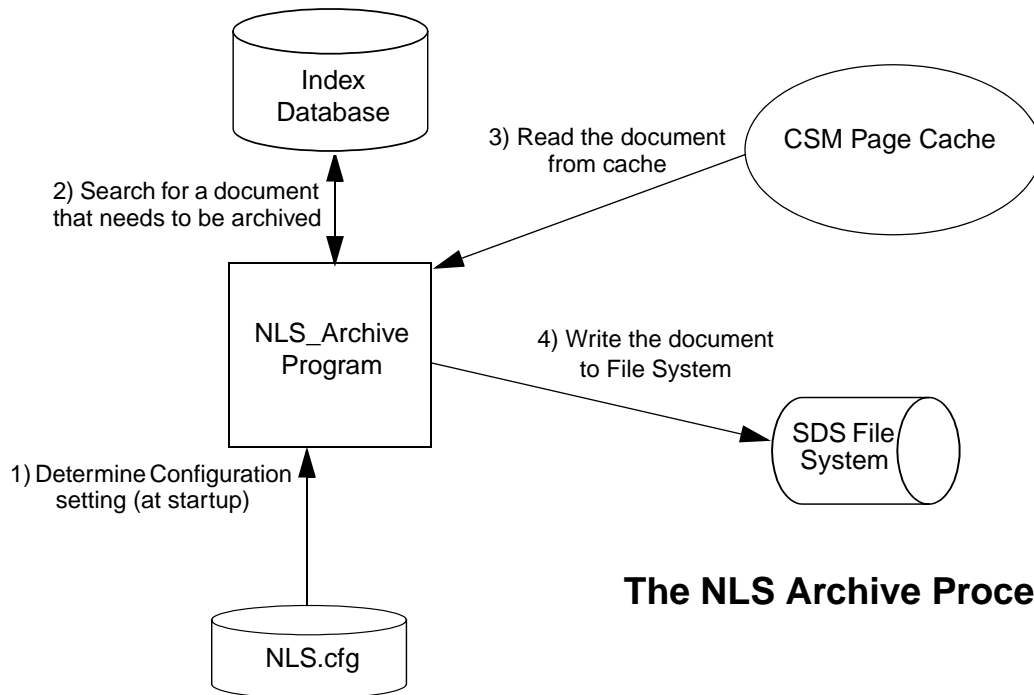 Index
Database
CSM Page Cache
3) Read the document
from cache
2) Search for a document
that needs to be archived
NLS_Archive
Program
4) Write the document
to File System
SDS File
System
1) Determine Configuration
setting (at startup)
The NLS Archive Proce
NLS.cfg